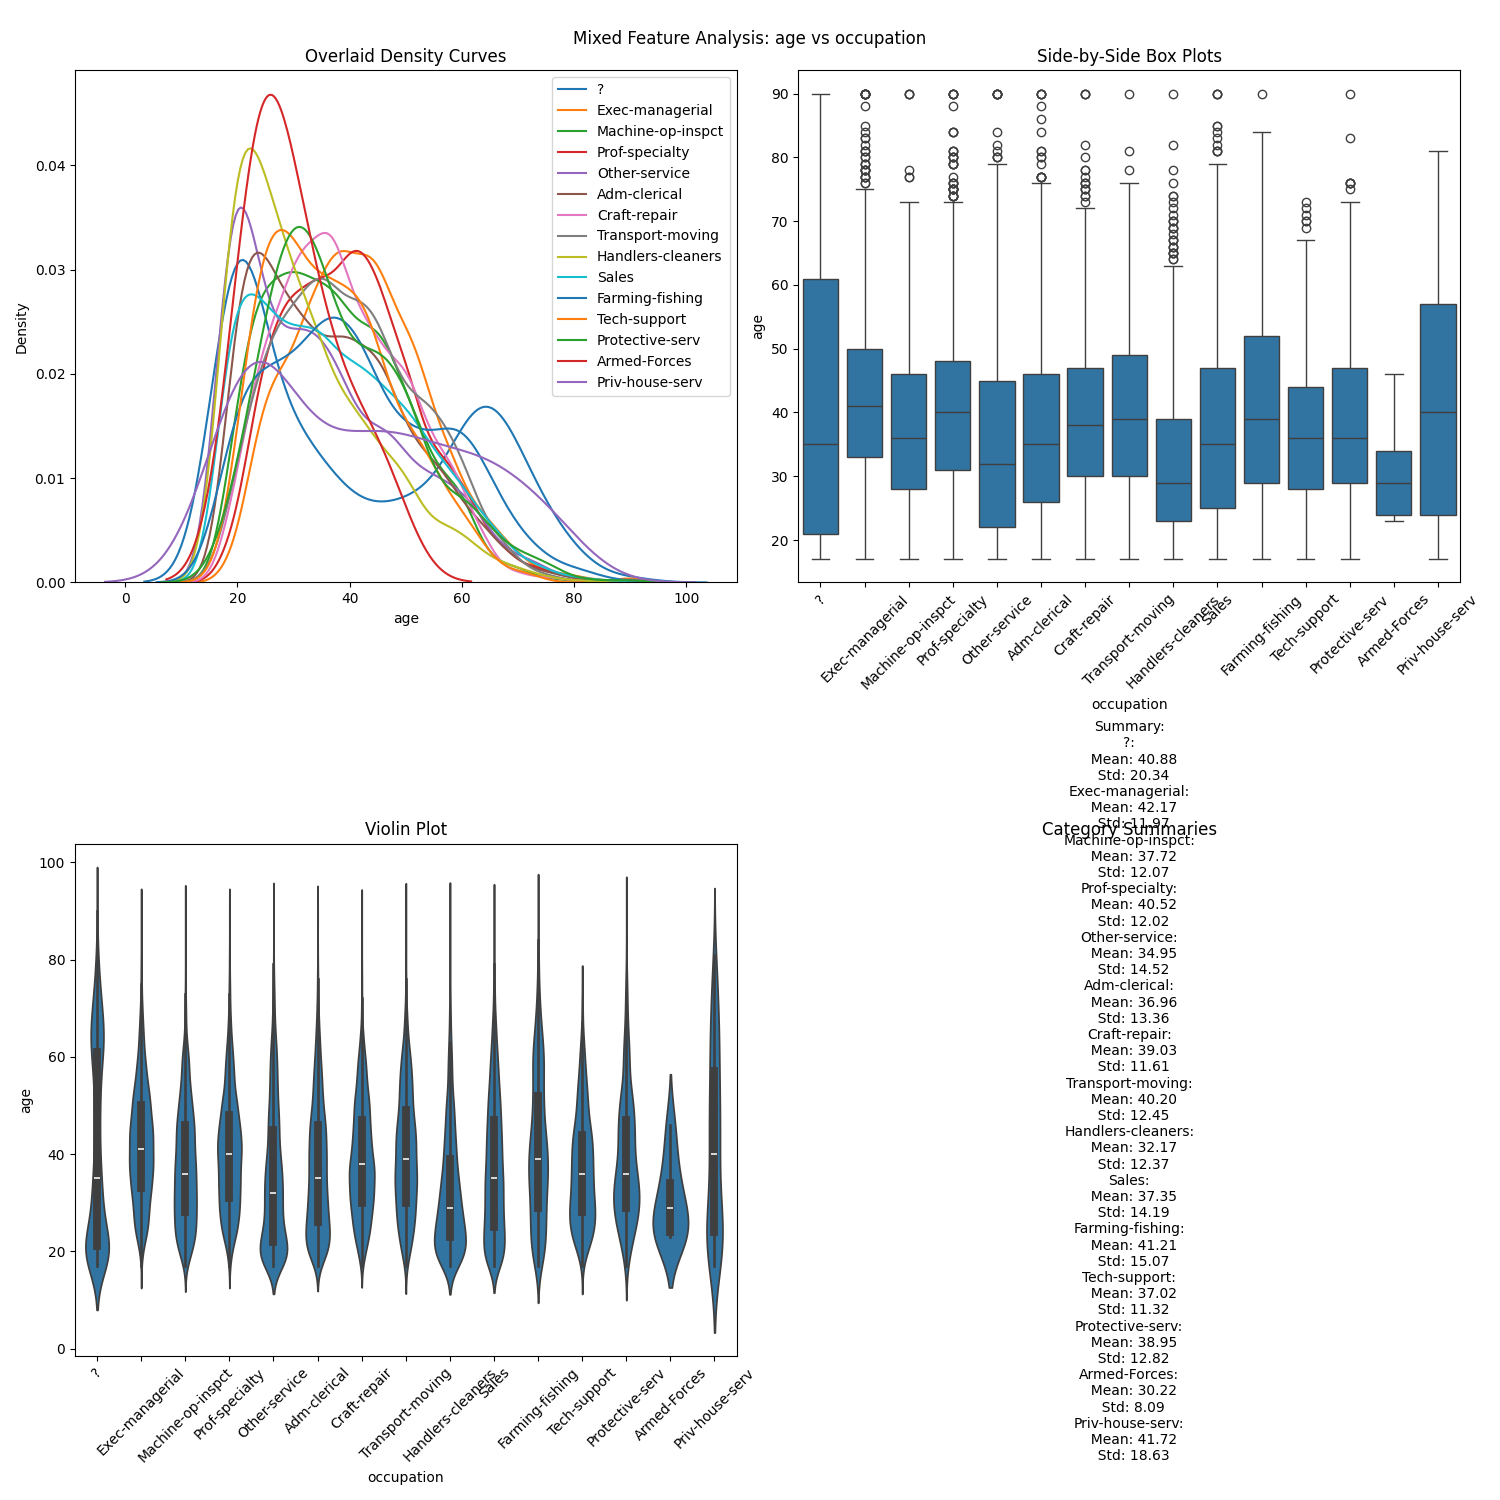 Mixed Feature Analysis: age vs occupation
Overlaid Density Curves
Density
0.04
0.03
0.02
0.01
0.00
0
20
40
60
80
100
age
?
Exec-managerial
Machine-op-inspct
Prof-specialty
Other-service
Adm-clerical
Craft-repair
Transport-moving
Handlers-cleaners
Sales
Farming-fishing
Tech-support
Protective-serv
Armed-Forces
Priv-house-serv
Side-by-Side Box Plots
age
90
80
70
60
50
40
30
20
?
Exec-managerial
Machine-op-inspct
Prof-specialty
Other-service
Adm-clerical
Craft-repair
Transport-moving
Handlers-cleaners
Sales
Farming-fishing
Tech-support
Protective-serv
Armed-Forces
Priv-house-serv
occupation
Violin Plot
age
100
80
60
40
20
0
?
Exec-managerial
Machine-op-inspct
Prof-specialty
Other-service
Adm-clerical
Craft-repair
Transport-moving
Handlers-cleaners
Sales
Farming-fishing
Tech-support
Protective-serv
Armed-Forces
Priv-house-serv
occupation
Category Summaries
Summary:
?:
Mean: 40.88
Std: 20.34
Exec-managerial:
Mean: 42.17
Std: 11.97
Machine-op-inspct:
Mean: 37.72
Std: 12.07
Prof-specialty:
Mean: 40.52
Std: 12.02
Other-service:
Mean: 34.95
Std: 14.52
Adm-clerical:
Mean: 36.96
Std: 13.36
Craft-repair:
Mean: 39.03
Std: 11.61
Transport-moving:
Mean: 40.20
Std: 12.45
Handlers-cleaners:
Mean: 32.17
Std: 12.37
Sales:
Mean: 37.35
Std: 14.19
Farming-fishing:
Mean: 41.21
Std: 15.07
Tech-support:
Mean: 37.02
Std: 11.32
Protective-serv:
Mean: 38.95
Std: 12.82
Armed-Forces:
Mean: 30.22
Std: 8.09
Priv-house-serv:
Mean: 41.72
Std: 18.63